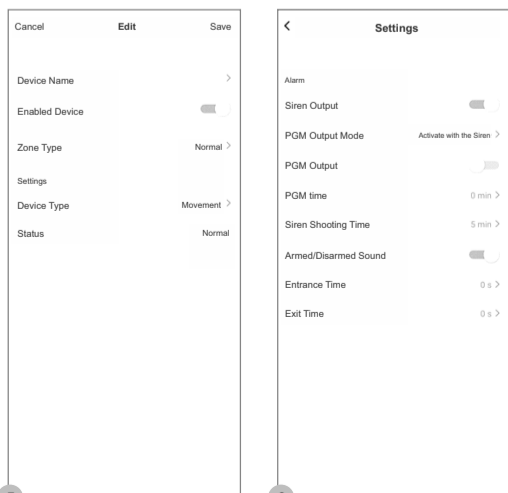 Cancel Edit Save
Device Name
Enabled Device
Zone Type Normal
Settings
Device Type Movement
Status Normal
Settings
Alarm
Siren Output
PGM Output Mode Activate with the Siren
PGM Output
PGM time 0 min
Siren Shooting Time 5 min
Armed/Disarmed Sound
Entrance Time 0 s
Exit Time 0 s